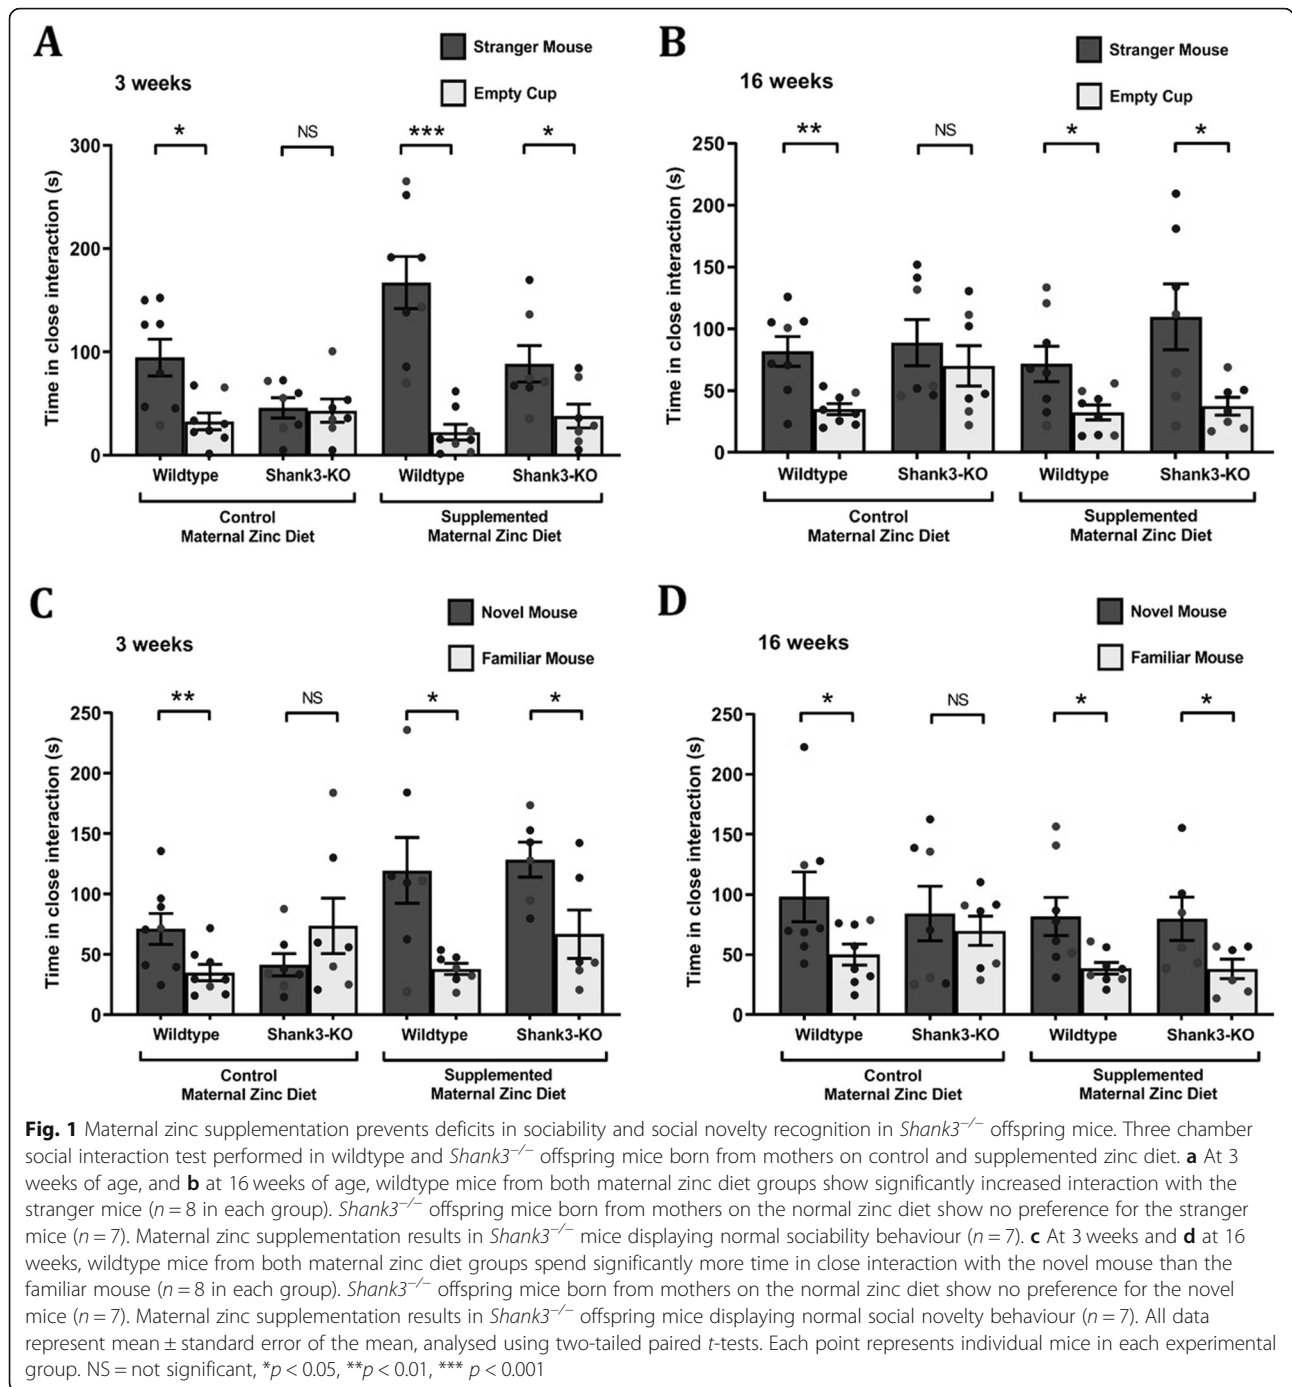 A
3 weeks
Stranger Mouse
Empty Cup
Time in close interaction (s)
300
200
100
0
*
NS
***
*
Wildtype
Shank3-KO
Wildtype
Shank3-KO
Control
Maternal Zinc Diet
Supplemented
Maternal Zinc Diet
B
16 weeks
Stranger Mouse
Empty Cup
Time in close interaction (s)
250
200
150
100
50
0
**
NS
*
*
Wildtype
Shank3-KO
Wildtype
Shank3-KO
Control
Maternal Zinc Diet
Supplemented
Maternal Zinc Diet
C
3 weeks
Novel Mouse
Familiar Mouse
Time in close interaction (s)
250
200
150
100
50
0
**
NS
*
*
Wildtype
Shank3-KO
Wildtype
Shank3-KO
Control
Maternal Zinc Diet
Supplemented
Maternal Zinc Diet
D
16 weeks
Novel Mouse
Familiar Mouse
Time in close interaction (s)
250
200
150
100
50
0
*
NS
*
*
Wildtype
Shank3-KO
Wildtype
Shank3-KO
Control
Maternal Zinc Diet
Supplemented
Maternal Zinc Diet
Fig. 1 Maternal zinc supplementation prevents deficits in sociability and social novelty recognition in Shank3−/− offspring mice. Three chamber
social interaction test performed in wildtype and Shank3−/− offspring mice born from mothers on control and supplemented zinc diet. a At 3
weeks of age, and b at 16 weeks of age, wildtype mice from both maternal zinc diet groups show significantly increased interaction with the
stranger mice (n = 8 in each group). Shank3−/− offspring mice born from mothers on the normal zinc diet show no preference for the stranger
mice (n = 7). Maternal zinc supplementation results in Shank3−/− mice displaying normal sociability behaviour (n = 7). c At 3 weeks and d at 16
weeks, wildtype mice from both maternal zinc diet groups spend significantly more time in close interaction with the novel mouse than the
familiar mouse (n = 8 in each group). Shank3−/− offspring mice born from mothers on the normal zinc diet show no preference for the novel
mice (n = 7). Maternal zinc supplementation results in Shank3−/− offspring mice displaying normal social novelty behaviour (n = 7). All data
represent mean ± standard error of the mean, analysed using two-tailed paired t-tests. Each point represents individual mice in each experimental
group. NS = not significant, *p < 0.05, **p < 0.01, *** p < 0.001